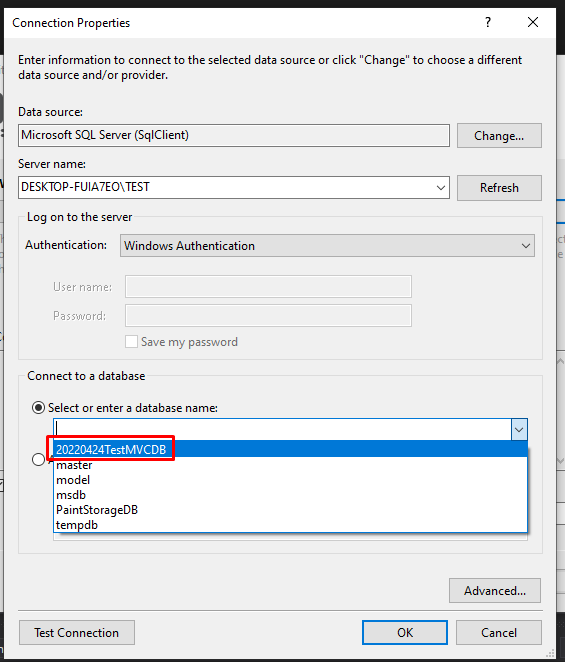 Connection Properties
?
Enter information to connect to the selected data source or click "Change" to choose a different
data source and/or provider.
Data source:
Microsoft SQL Server (SqlClient)
Change...
Server name:
DESKTOP-FUIA7EO\TEST
Refresh
Log on to the server
Authentication:
Windows Authentication
User name:
Password:
Save my password
Connect to a database
Select or enter a database name:
20220424TestMVCDB
master
model
msdb
PaintStorageDB
tempdb
Advanced...
Test Connection
OK
Cancel